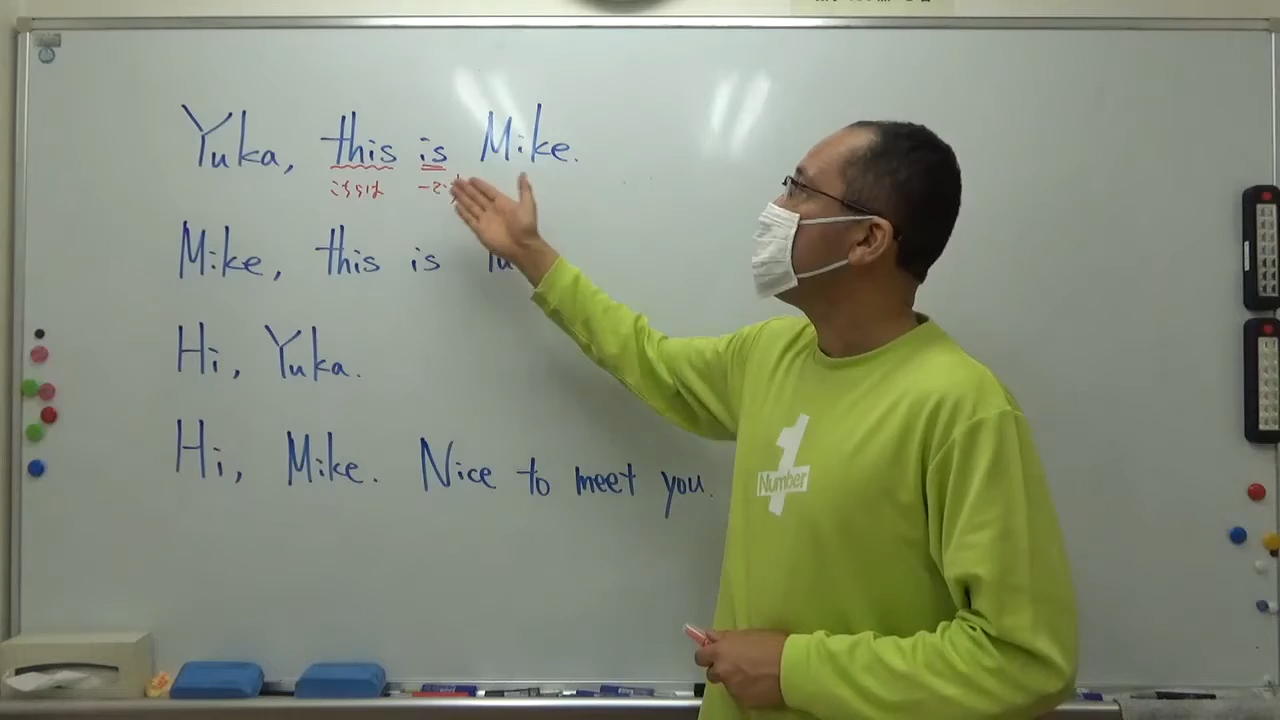 Yuka, this is Mike.
こちらは
Mike, this is
Hi, Yuka.
Hi, Mike. Nice to meet you.
Number
1